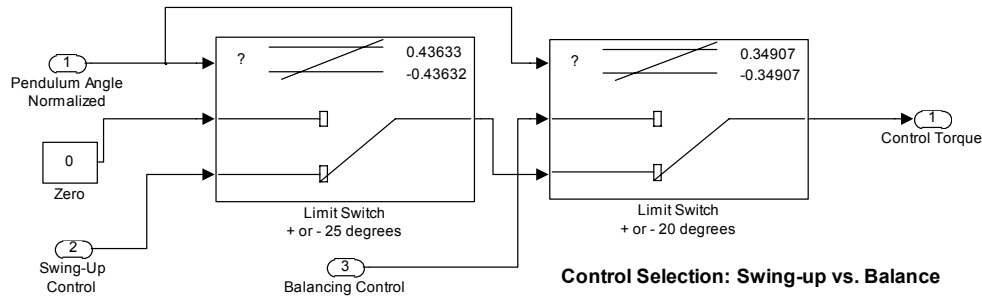 1
Pendulum Angle
Normalized
0
Zero
2
Swing-Up
Control
?
0.43633
-0.43632
Limit Switch
+ or - 25 degrees
3
Balancing Control
?
0.34907
-0.34907
Limit Switch
+ or - 20 degrees
1
Control Torque
Control Selection: Swing-up vs. Balance